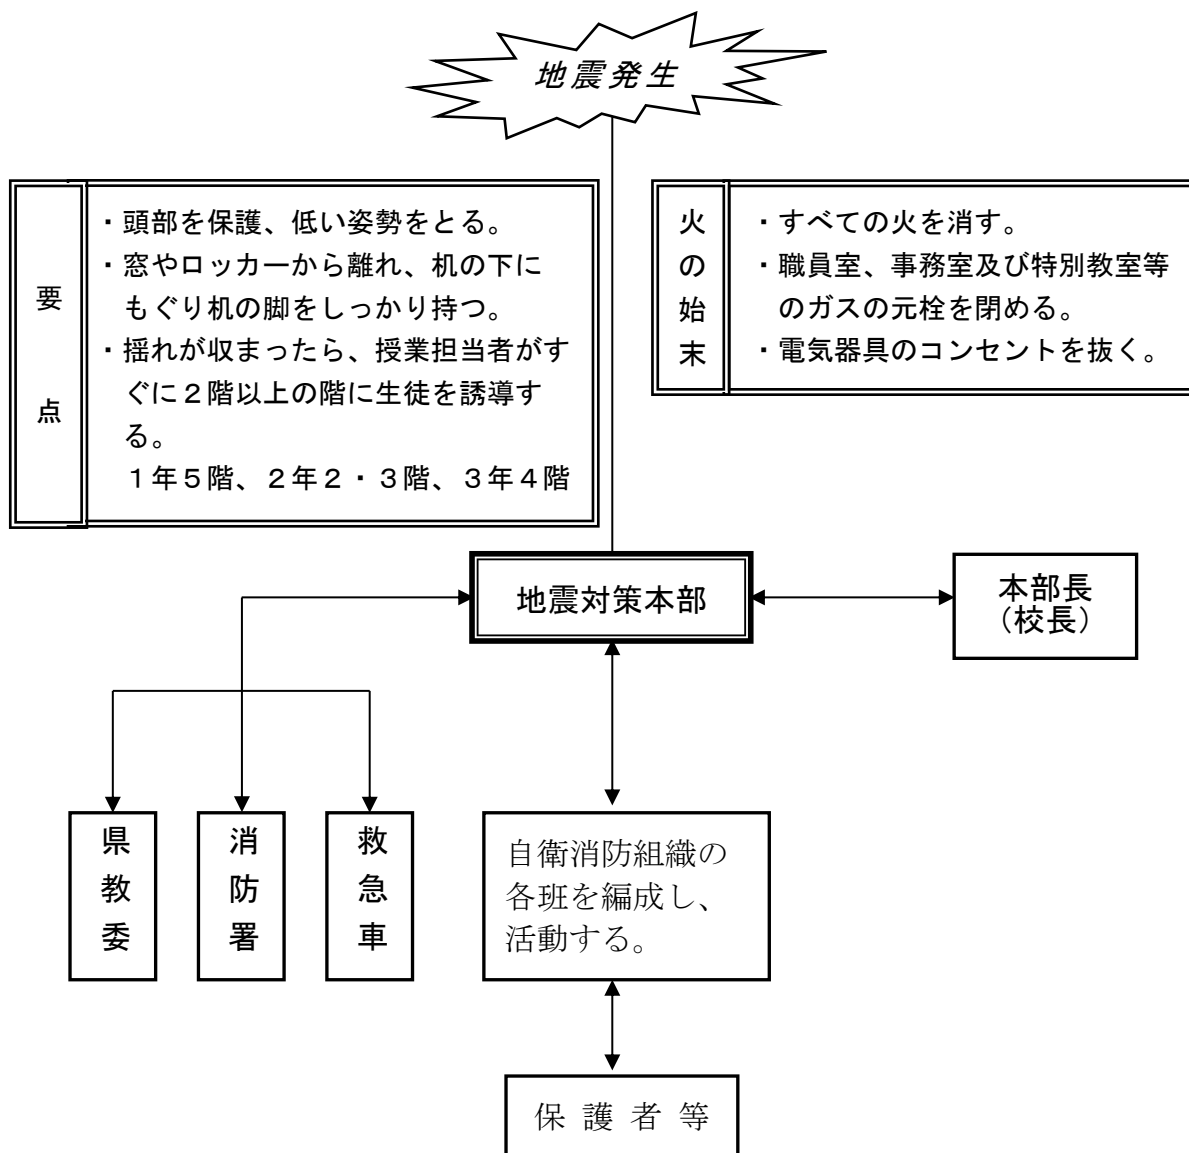 地震発生
要点
・頭部を保護、低い姿勢をとる。
・窓やロッカーから離れ、机の下に
もぐり机の脚をしっかり持つ。
・揺れが収まったら、授業担当者がす
ぐに２階以上の階に生徒を誘導す
る。
１年５階、２年２・３階、３年４階
火の始末
・すべての火を消す。
・職員室、事務室及び特別教室等
のガスの元栓を閉める。
・電気器具のコンセントを抜く。
地震対策本部
本部長
（校長）
県教委
消防署
救急車
自衛消防組織の
各班を編成し、
活動する。
保護者等